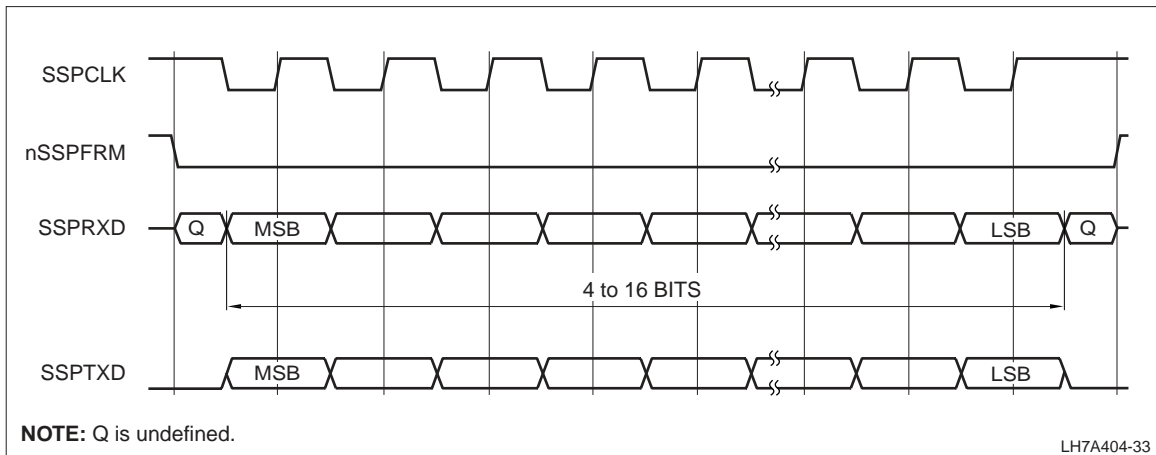 SSPCLK
nSSPFRM
SSPRXD
Q
MSB
LSB
Q
4 to 16 BITS
SSPTXD
MSB
LSB
NOTE: Q is undefined.
LH7A404-33